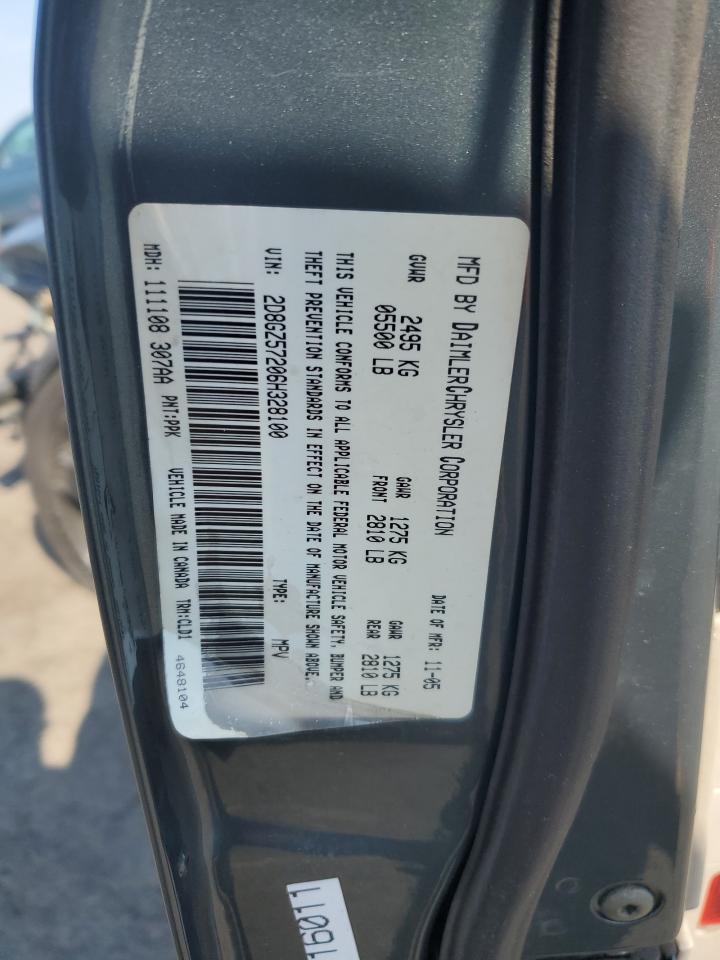 MFD BY DAIMLERCHRYSLER CORPORATION
DATE OF MFR: 11-05
GVWR 2495 KG
05500 LB
GAWR FRONT 1275 KG
2810 LB
GAWR REAR 1275 KG
2810 LB
THIS VEHICLE CONFORMS TO ALL APPLICABLE FEDERAL MOTOR VEHICLE SAFETY, BUMPER AND
THEFT PREVENTION STANDARDS IN EFFECT ON THE DATE OF MANUFACTURE SHOWN ABOVE.
VIN: 2D8GZ57206H328100 TYPE: MPV
MDH: 111108 307AA PNT:PPK VEHICLE MADE IN CANADA TRM:CLD1
4648104